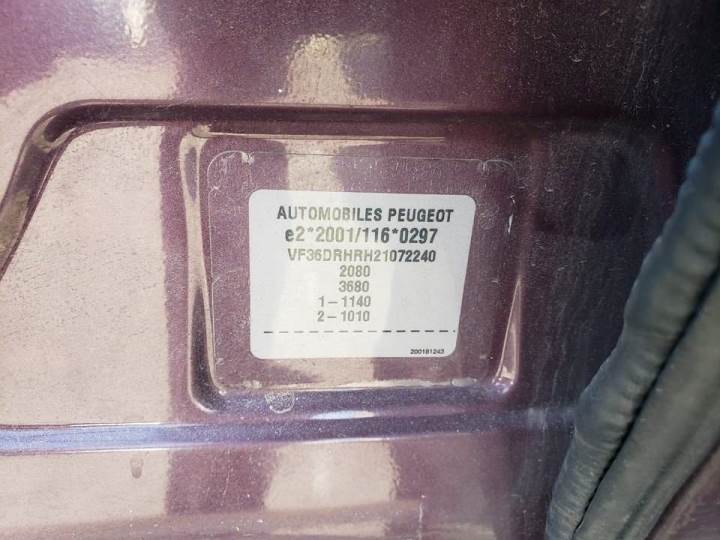 AUTOMOBILES PEUGEOT
e2*2001/116*0297
VF36DRHRH21072240
2080
3680
1-1140
2-1010
200181243